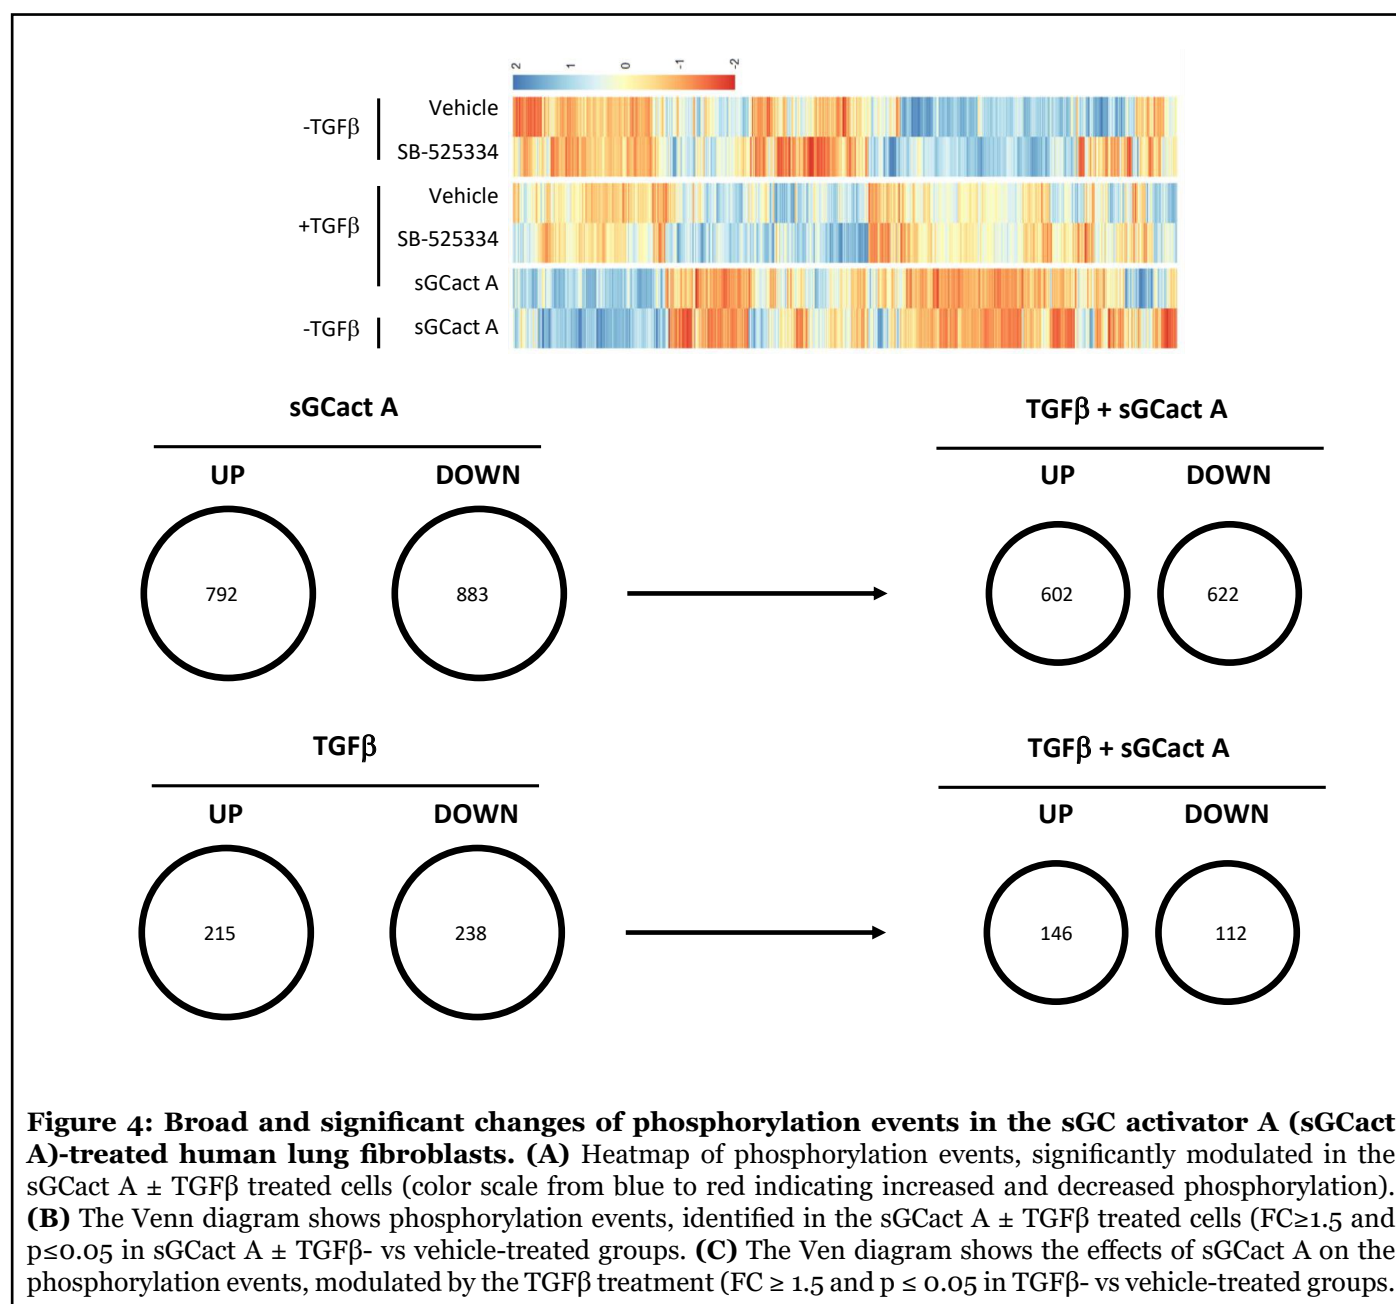 2 1 0 -1 -2
-TGFβ
Vehicle
SB-525334
+TGFβ
Vehicle
SB-525334
sGCact A
-TGFβ
sGCact A
sGCact A
UP DOWN
792 883
TGFβ + sGCact A
UP DOWN
602 622
TGFβ
UP DOWN
215 238
TGFβ + sGCact A
UP DOWN
146 112
Figure 4: Broad and significant changes of phosphorylation events in the sGC activator A (sGCact
A)-treated human lung fibroblasts. (A) Heatmap of phosphorylation events, significantly modulated in the
sGCact A ± TGFβ treated cells (color scale from blue to red indicating increased and decreased phosphorylation).
(B) The Venn diagram shows phosphorylation events, identified in the sGCact A ± TGFβ treated cells (FC≥1.5 and
p≤0.05 in sGCact A ± TGFβ- vs vehicle-treated groups. (C) The Ven diagram shows the effects of sGCact A on the
phosphorylation events, modulated by the TGFβ treatment (FC ≥ 1.5 and p ≤ 0.05 in TGFβ- vs vehicle-treated groups.